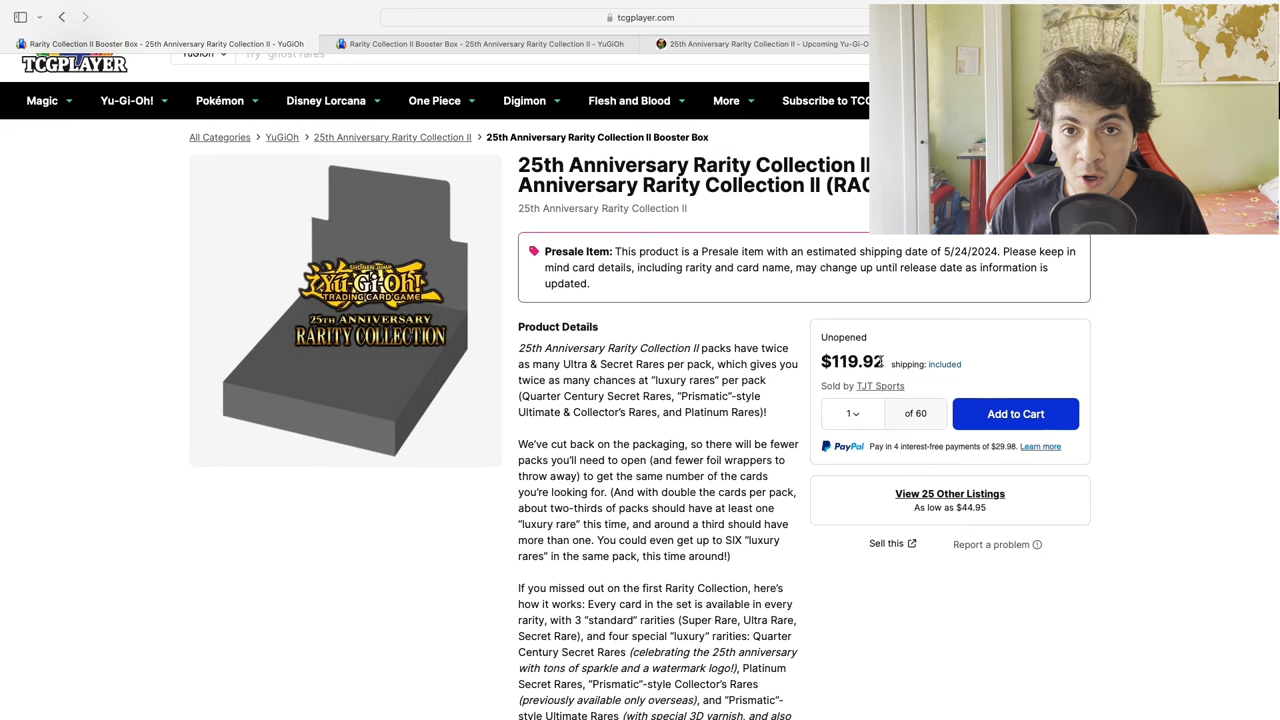 tcgplayer.com
Rarity Collection II Booster Box - 25th Anniversary Rarity Collection II - YuGiOh
Rarity Collection II Booster Box - 25th Anniversary Rarity Collection II - YuGiOh
25th Anniversary Rarity Collection II - Upcoming Yu-Gi-O
TCGPLAYER
YuGiOh
Try "ghost rares"
Magic
Yu-Gi-Oh!
Pokémon
Disney Lorcana
One Piece
Digimon
Flesh and Blood
More
Subscribe to TCG
All Categories > YuGiOh > 25th Anniversary Rarity Collection II > 25th Anniversary Rarity Collection II Booster Box
25th Anniversary Rarity Collection II
Anniversary Rarity Collection II (RA0
25th Anniversary Rarity Collection II
Presale Item: This product is a Presale item with an estimated shipping date of 5/24/2024. Please keep in
mind card details, including rarity and card name, may change up until release date as information is
updated.
SHONEN JUMP
Yu-Gi-Oh!
TRADING CARD GAME
25TH ANNIVERSARY
RARITY COLLECTION
Product Details
25th Anniversary Rarity Collection II packs have twice
as many Ultra & Secret Rares per pack, which gives you
twice as many chances at “luxury rares” per pack
(Quarter Century Secret Rares, “Prismatic”-style
Ultimate & Collector’s Rares, and Platinum Rares)!
We’ve cut back on the packaging, so there will be fewer
packs you’ll need to open (and fewer foil wrappers to
throw away) to get the same number of the cards
you’re looking for. (And with double the cards per pack,
about two-thirds of packs should have at least one
“luxury rare” this time, and around a third should have
more than one. You could even get up to SIX “luxury
rares” in the same pack, this time around!)
If you missed out on the first Rarity Collection, here’s
how it works: Every card in the set is available in every
rarity, with 3 “standard” rarities (Super Rare, Ultra Rare,
Secret Rare), and four special “luxury” rarities: Quarter
Century Secret Rares (celebrating the 25th anniversary
with tons of sparkle and a watermark logo!), Platinum
Secret Rares, “Prismatic”-style Collector’s Rares
(previously available only overseas), and “Prismatic”-
style Ultimate Rares (with special 3D varnish, and also
Unopened
$119.92 shipping: included
Sold by TJT Sports
1 of 60
Add to Cart
PayPal Pay in 4 interest-free payments of $29.98. Learn more
View 25 Other Listings
As low as $44.95
Sell this
Report a problem